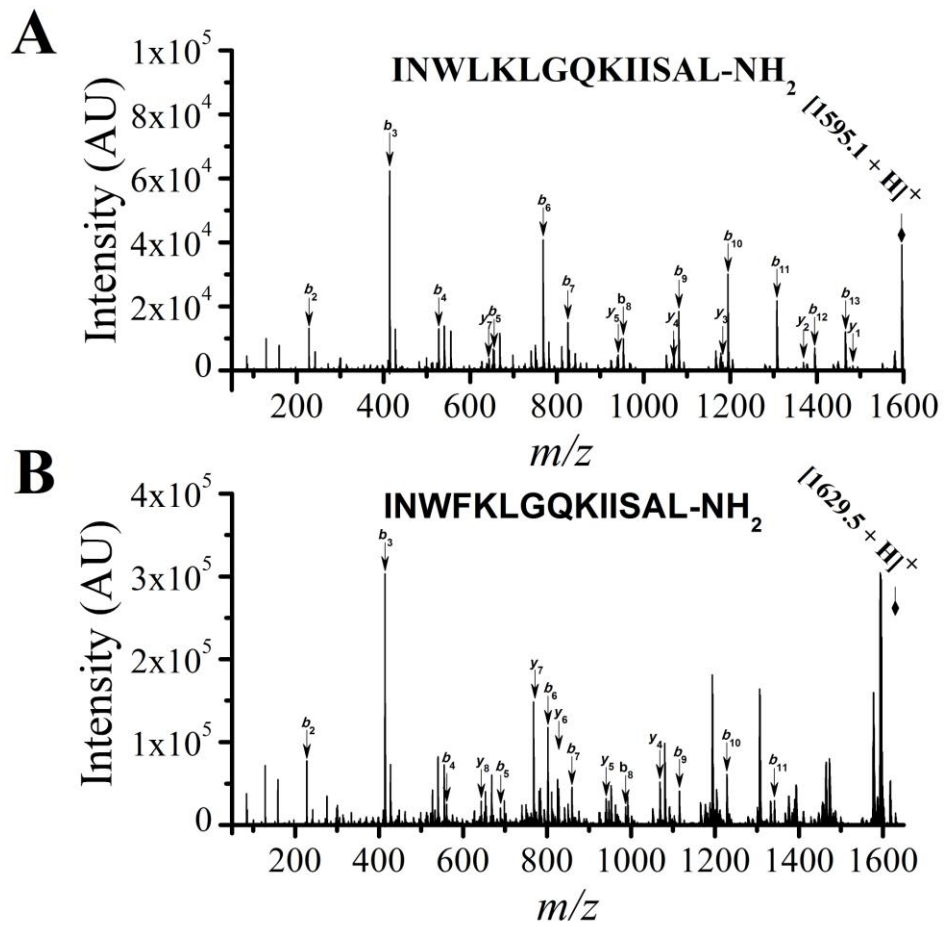 A
INWLKLGQKIISAL-NH2
[1595.1 + H]+
Intensity (AU)
1x10^5
8x10^4
6x10^4
4x10^4
2x10^4
0
b2
b3
b4
y7
b5
b6
b7
y5
b8
y4
b9
y3
b10
b11
y2
b12
b13
y1
200 400 600 800 1000 1200 1400 1600
m/z
B
INWFKLGQKIISAL-NH2
[1629.5 + H]+
Intensity (AU)
4x10^5
3x10^5
2x10^5
1x10^5
0
b2
b3
b4
y8
b5
y7
b6
y6
b7
y5
b8
y4
b9
b10
b11
200 400 600 800 1000 1200 1400 1600
m/z